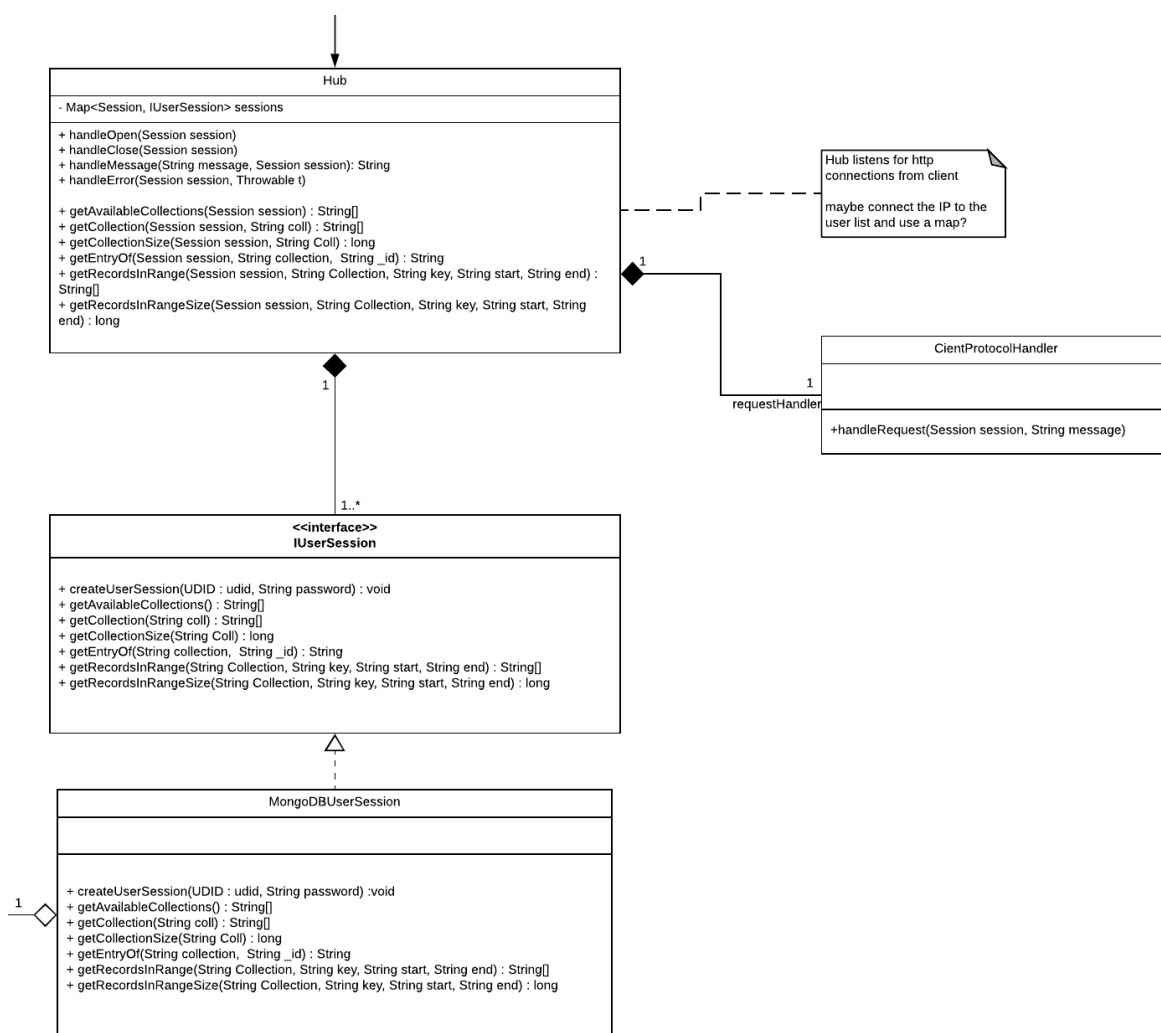 Hub
- Map<Session, IUserSession> sessions
+ handleOpen(Session session)
+ handleClose(Session session)
+ handleMessage(String message, Session session): String
+ handleError(Session session, Throwable t)
+ getAvailableCollections(Session session) : String[]
+ getCollection(Session session, String coll) : String[]
+ getCollectionSize(Session session, String Coll) : long
+ getEntryOf(Session session, String collection,  String _id) : String
+ getRecordsInRange(Session session, String Collection, String key, String start, String end) :
String[]
+ getRecordsInRangeSize(Session session, String Collection, String key, String start, String
end) : long
Hub listens for http
connections from client
maybe connect the IP to the
user list and use a map?
1
1
requestHandler
CientProtocolHandler
+handleRequest(Session session, String message)
1
1..*
<<interface>>
IUserSession
+ createUserSession(UDID : udid, String password) : void
+ getAvailableCollections() : String[]
+ getCollection(String coll) : String[]
+ getCollectionSize(String Coll) : long
+ getEntryOf(String collection,  String _id) : String
+ getRecordsInRange(String Collection, String key, String start, String end) : String[]
+ getRecordsInRangeSize(String Collection, String key, String start, String end) : long
MongoDBUserSession
1
+ createUserSession(UDID : udid, String password) :void
+ getAvailableCollections() : String[]
+ getCollection(String coll) : String[]
+ getCollectionSize(String Coll) : long
+ getEntryOf(String collection,  String _id) : String
+ getRecordsInRange(String Collection, String key, String start, String end) : String[]
+ getRecordsInRangeSize(String Collection, String key, String start, String end) : long